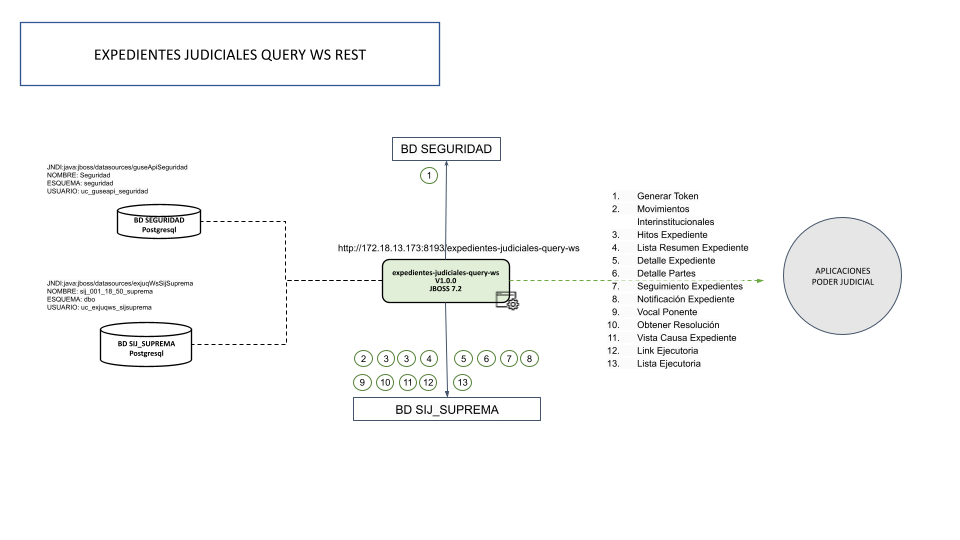 EXPEDIENTES JUDICIALES QUERY WS REST
BD SEGURIDAD
1
JNDI:java:jboss/datasources/guseApiSeguridad
NOMBRE: Seguridad
ESQUEMA: seguridad
USUARIO: uc_guseapi_seguridad
BD SEGURIDAD
Postgresql
JNDI:java:jboss/datasources/exjuqWsSijSuprema
NOMBRE: sij_001_18_50_suprema
ESQUEMA: dbo
USUARIO: uc_exjuqws_sijsuprema
BD SIJ_SUPREMA
Postgresql
http://172.18.13.173:8193/expedientes-judiciales-query-ws
expedientes-judiciales-query-ws
V1.0.0
JBOSS 7.2
2 3 3 4 5 6 7 8
9 10 11 12 13
BD SIJ_SUPREMA
1. Generar Token
2. Movimientos
Interinstitucionales
3. Hitos Expediente
4. Lista Resumen Expediente
5. Detalle Expediente
6. Detalle Partes
7. Seguimiento Expedientes
8. Notificación Expediente
9. Vocal Ponente
10. Obtener Resolución
11. Vista Causa Expediente
12. Link Ejecutoria
13. Lista Ejecutoria
APLICACIONES
PODER JUDICIAL